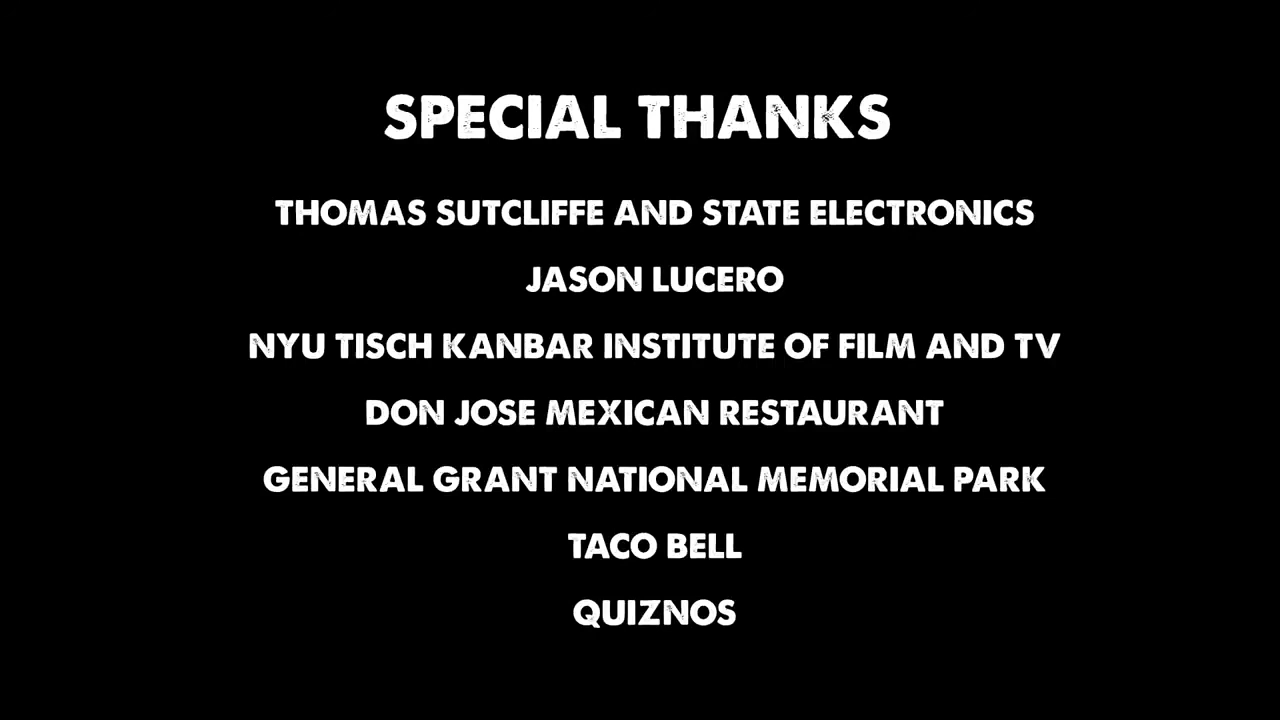 SPECIAL THANKS
THOMAS SUTCLIFFE AND STATE ELECTRONICS
JASON LUCERO
NYU TISCH KANBAR INSTITUTE OF FILM AND TV
DON JOSE MEXICAN RESTAURANT
GENERAL GRANT NATIONAL MEMORIAL PARK
TACO BELL
QUIZNOS